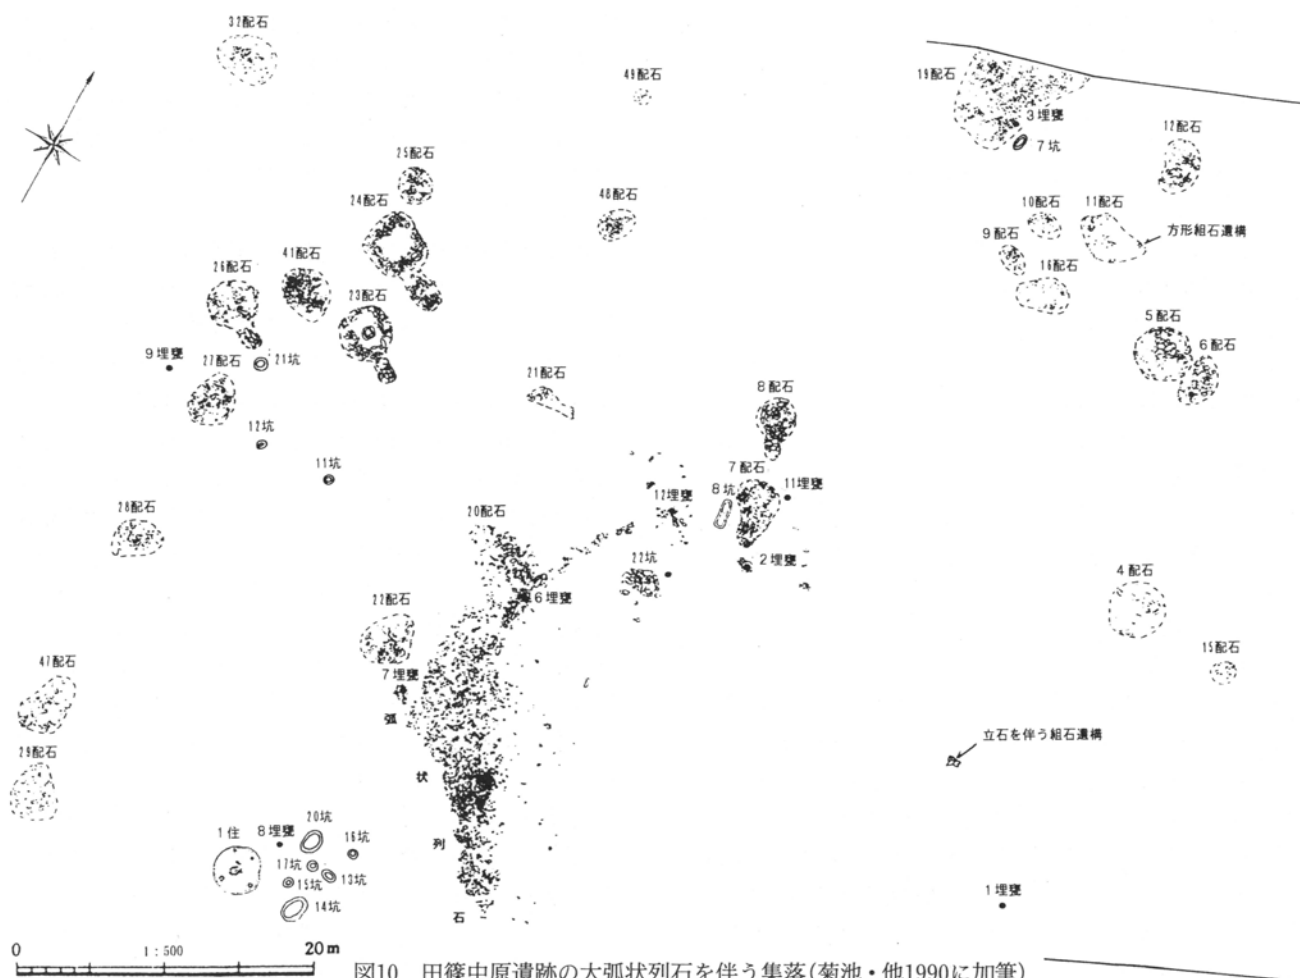 32配石
49配石
19配石
3埋甕
7坑
12配石
25配石
24配石
48配石
10配石
11配石
方形組石遺構
9配石
16配石
26配石
41配石
23配石
5配石
6配石
9埋甕
27配石
21坑
21配石
8配石
12坑
11坑
7配石
8坑
11埋甕
12埋甕
28配石
20配石
22坑
2埋甕
6埋甕
4配石
22配石
15配石
47配石
7埋甕
弧
状
列
石
29配石
立石を伴う組石遺構
1住
8埋甕
20坑
16坑
17坑
15坑
13坑
14坑
1埋甕
0
1:500
20m
図10 田篠中原遺跡の大弧状列石を伴う集落(菊池・他1990に加筆)